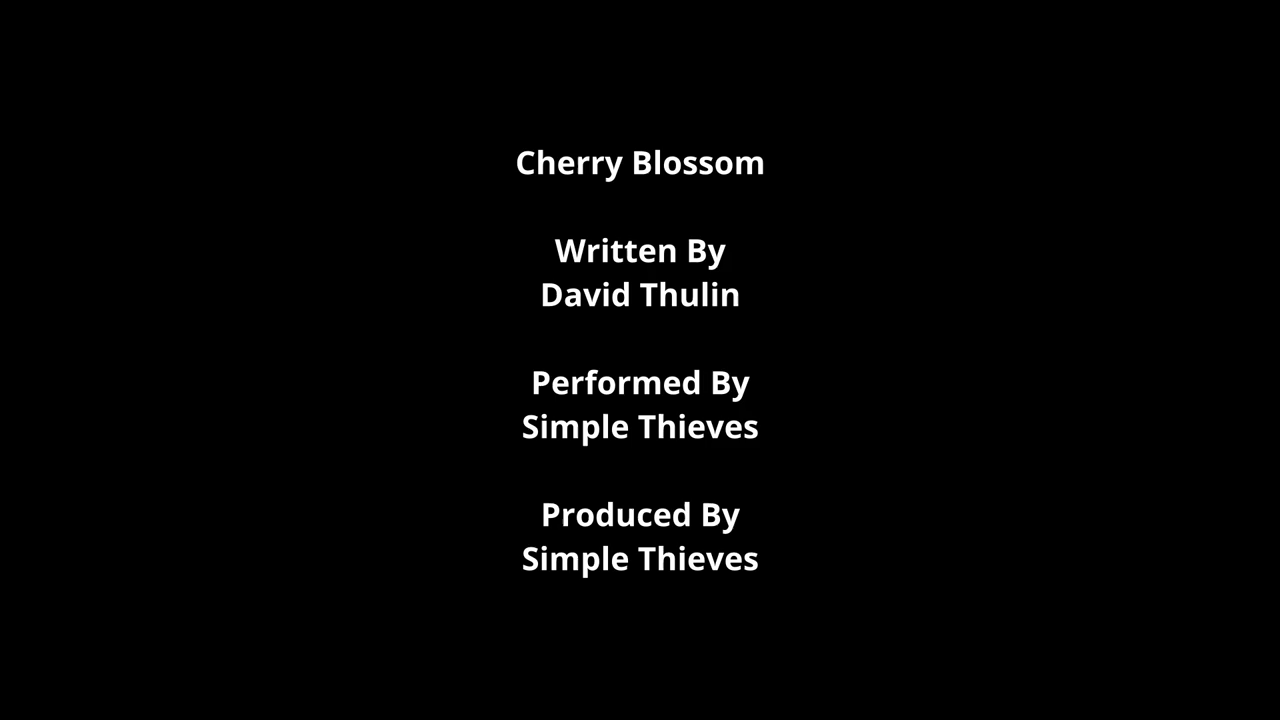 Cherry Blossom
Written By
David Thulin
Performed By
Simple Thieves
Produced By
Simple Thieves